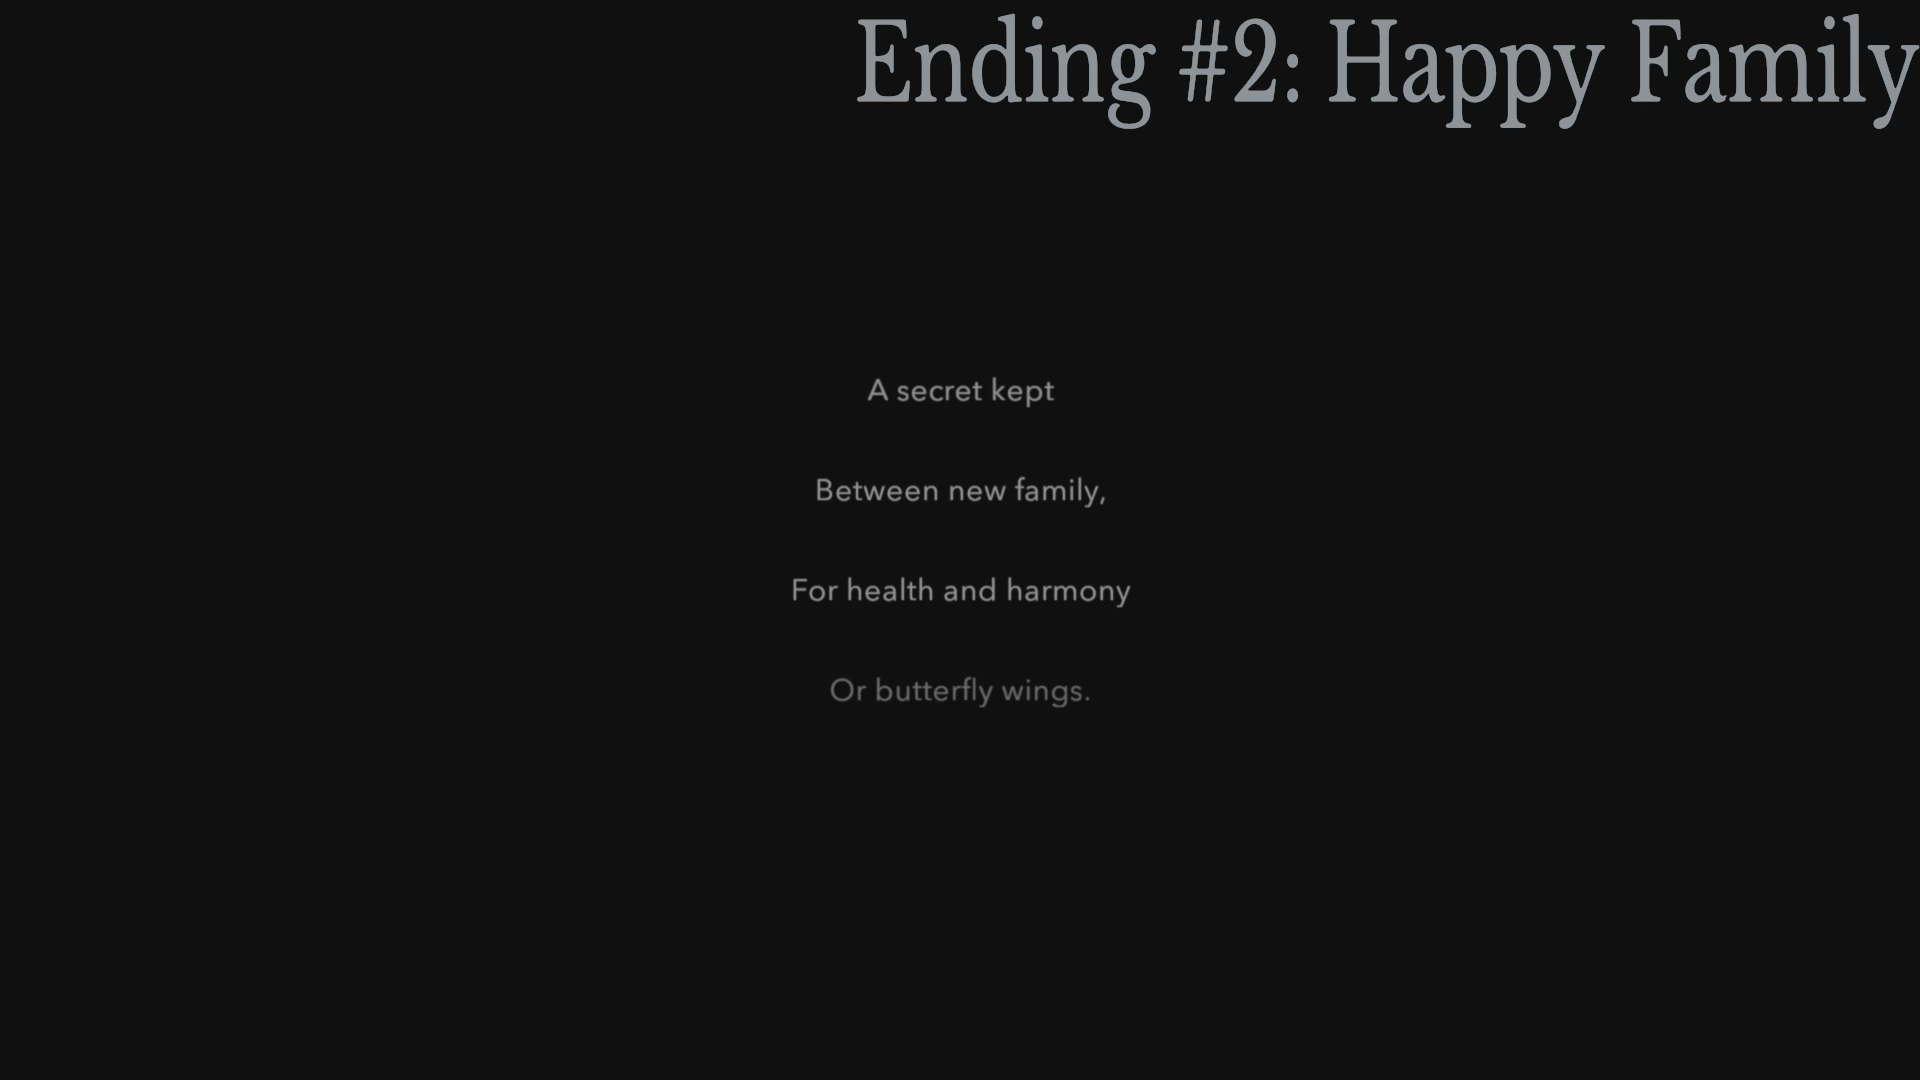 Ending #2: Happy Family
A secret kept
Between new family,
For health and harmony
Or butterfly wings.